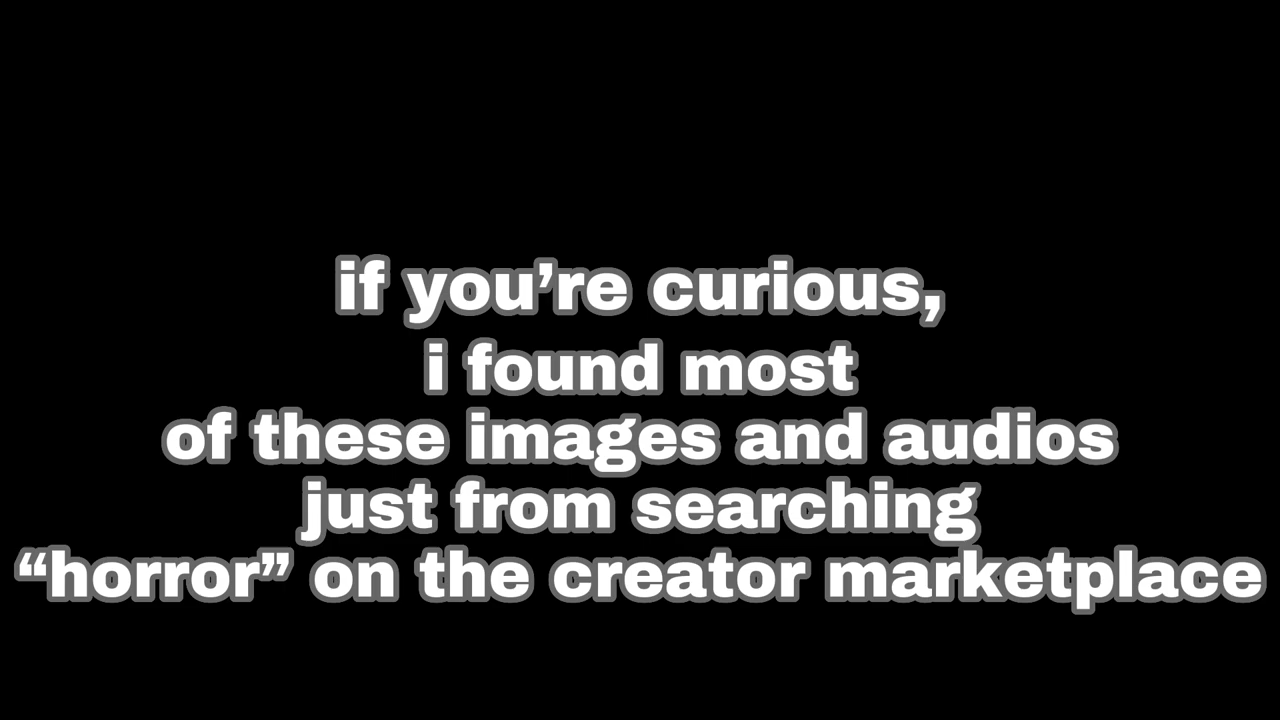 if you’re curious,
i found most
of these images and audios
just from searching
“horror” on the creator marketplace